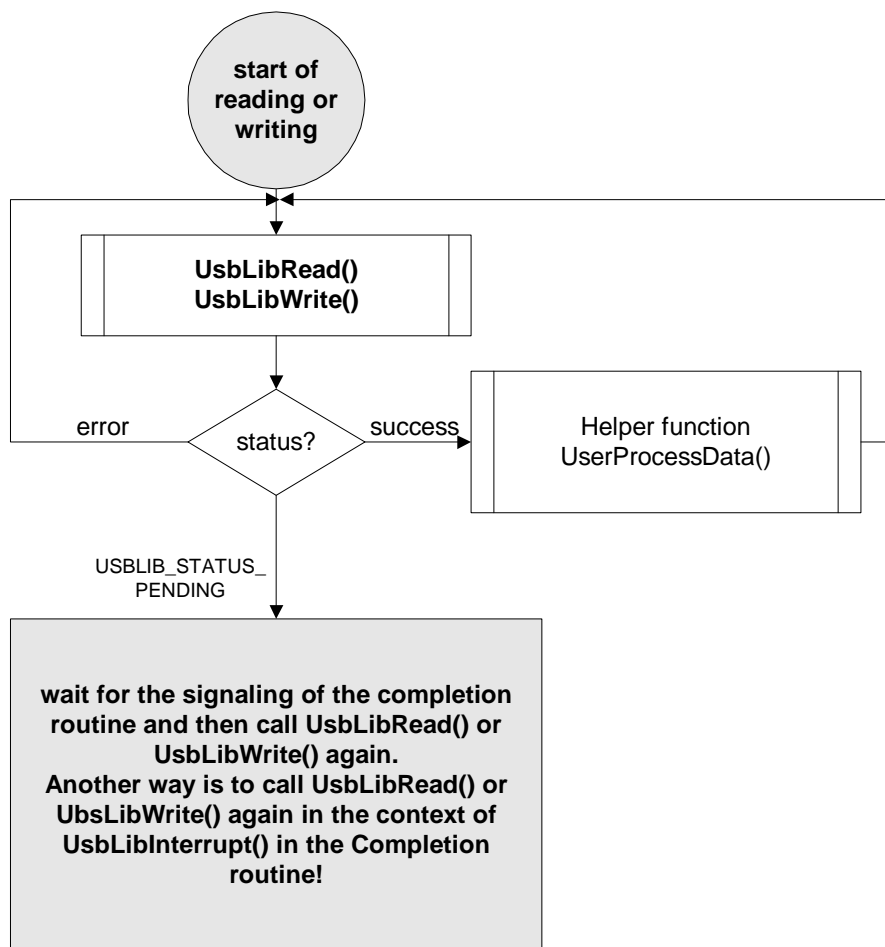 start of
reading or
writing
UsbLibRead()
UsbLibWrite()
error
status?
success
Helper function
UserProcessData()
USBLIB_STATUS_
PENDING
wait for the signaling of the completion
routine and then call UsbLibRead() or
UsbLibWrite() again.
Another way is to call UsbLibRead() or
UbsLibWrite() again in the context of
UsbLibInterrupt() in the Completion
routine!